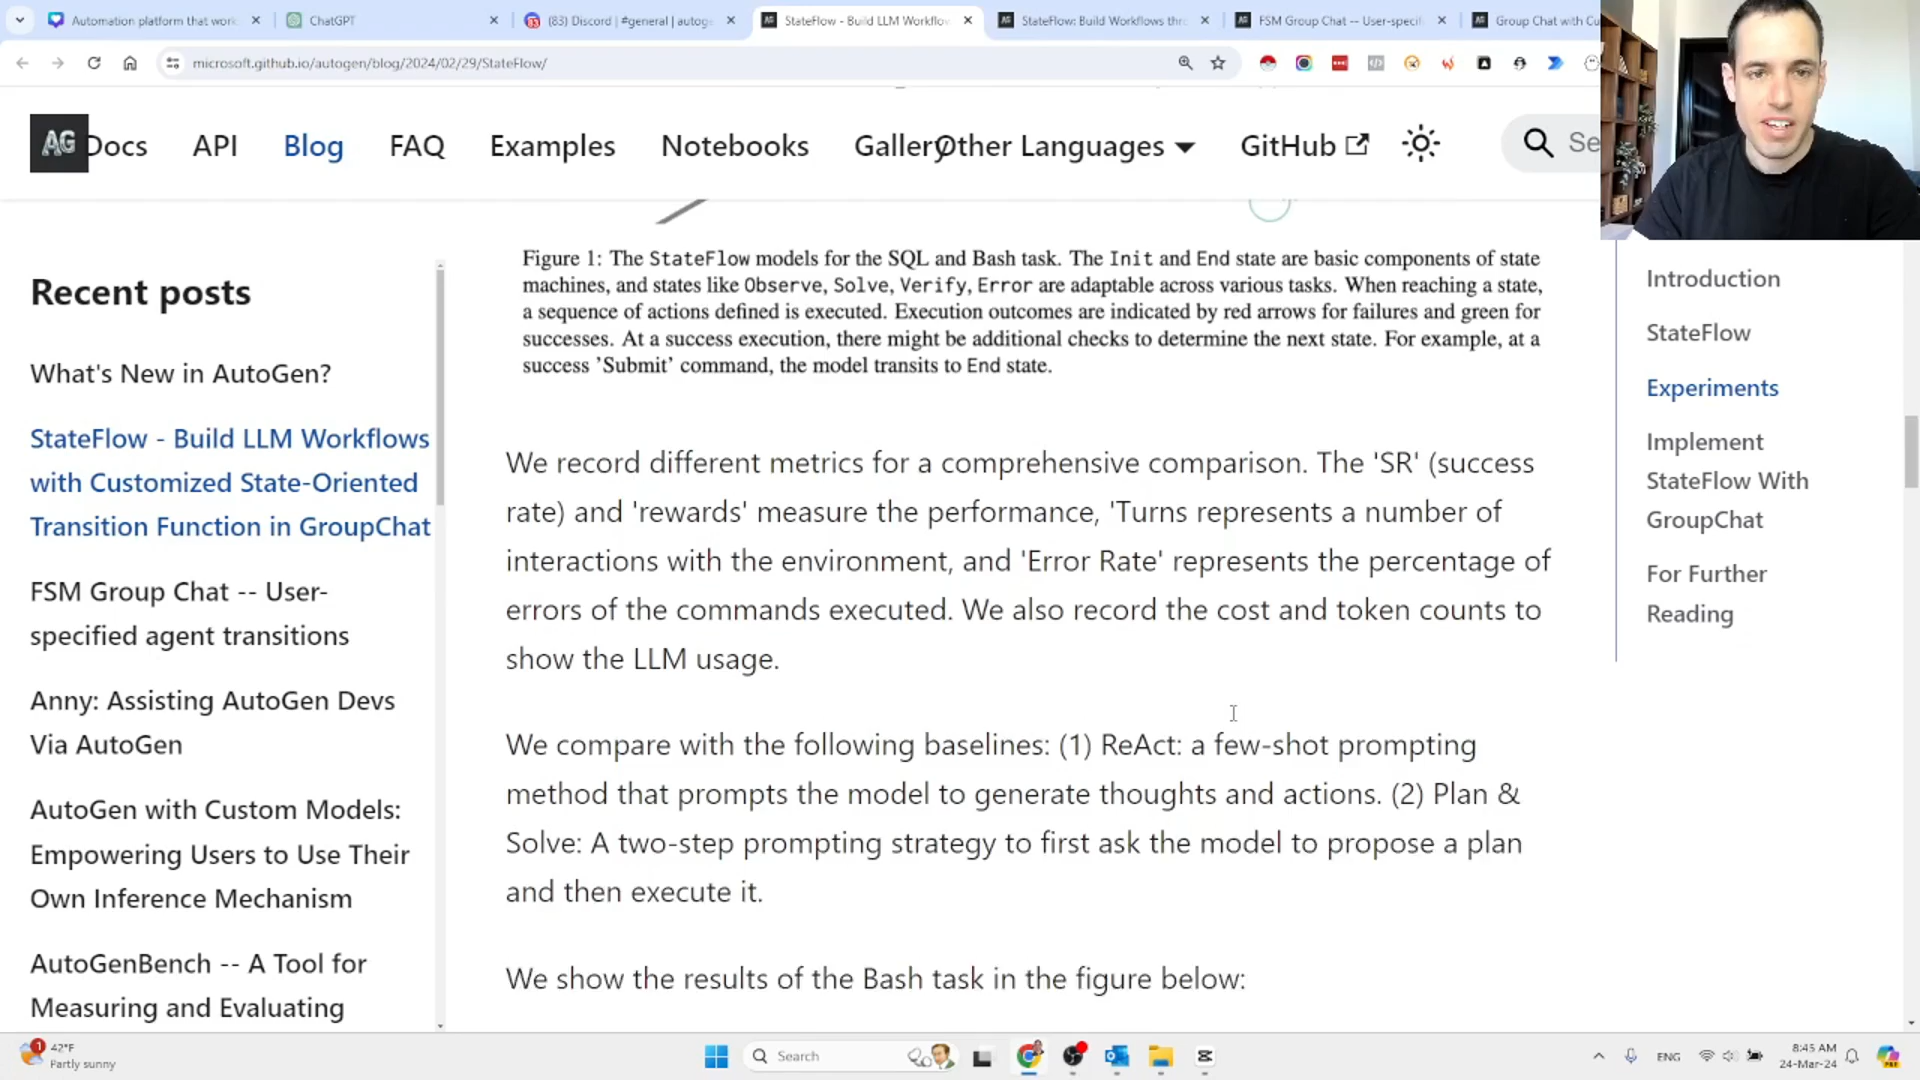 Automation platform that work
ChatGPT
(83) Discord | #general | autoge
StateFlow - Build LLM Workflow
StateFlow: Build Workflows thr
FSM Group Chat -- User-specif
Group Chat with Cu
microsoft.github.io/autogen/blog/2024/02/29/StateFlow/
AG
Docs
API
Blog
FAQ
Examples
Notebooks
Gallery
Other Languages
GitHub
Se
Recent posts
What's New in AutoGen?
StateFlow - Build LLM Workflows
with Customized State-Oriented
Transition Function in GroupChat
FSM Group Chat -- User-
specified agent transitions
Anny: Assisting AutoGen Devs
Via AutoGen
AutoGen with Custom Models:
Empowering Users to Use Their
Own Inference Mechanism
AutoGenBench -- A Tool for
Measuring and Evaluating
Figure 1: The StateFlow models for the SQL and Bash task. The Init and End state are basic components of state
machines, and states like Observe, Solve, Verify, Error are adaptable across various tasks. When reaching a state,
a sequence of actions defined is executed. Execution outcomes are indicated by red arrows for failures and green for
successes. At a success execution, there might be additional checks to determine the next state. For example, at a
success ’Submit’ command, the model transits to End state.
We record different metrics for a comprehensive comparison. The 'SR' (success
rate) and 'rewards' measure the performance, 'Turns represents a number of
interactions with the environment, and 'Error Rate' represents the percentage of
errors of the commands executed. We also record the cost and token counts to
show the LLM usage.
We compare with the following baselines: (1) ReAct: a few-shot prompting
method that prompts the model to generate thoughts and actions. (2) Plan &
Solve: A two-step prompting strategy to first ask the model to propose a plan
and then execute it.
We show the results of the Bash task in the figure below:
Introduction
StateFlow
Experiments
Implement
StateFlow With
GroupChat
For Further
Reading
1
42°F
Partly sunny
Search
ENG
8:45 AM
24-Mar-24